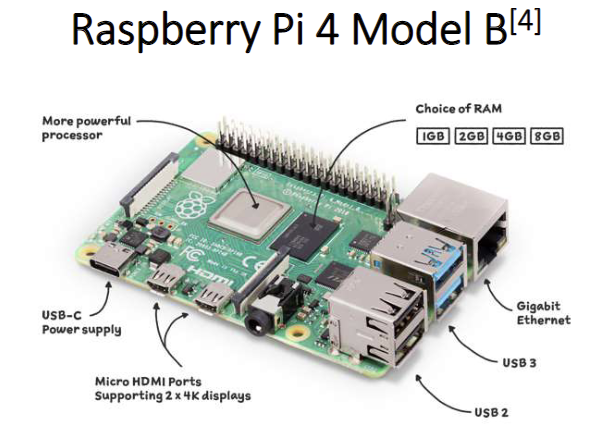 Raspberry Pi 4 Model B[4]
More powerful
processor
Choice of RAM
1GB 2GB 4GB 8GB
HDMI
USB-C
Power supply
Micro HDMI Ports
Supporting 2 x 4K displays
Gigabit
Ethernet
USB 3
USB 2